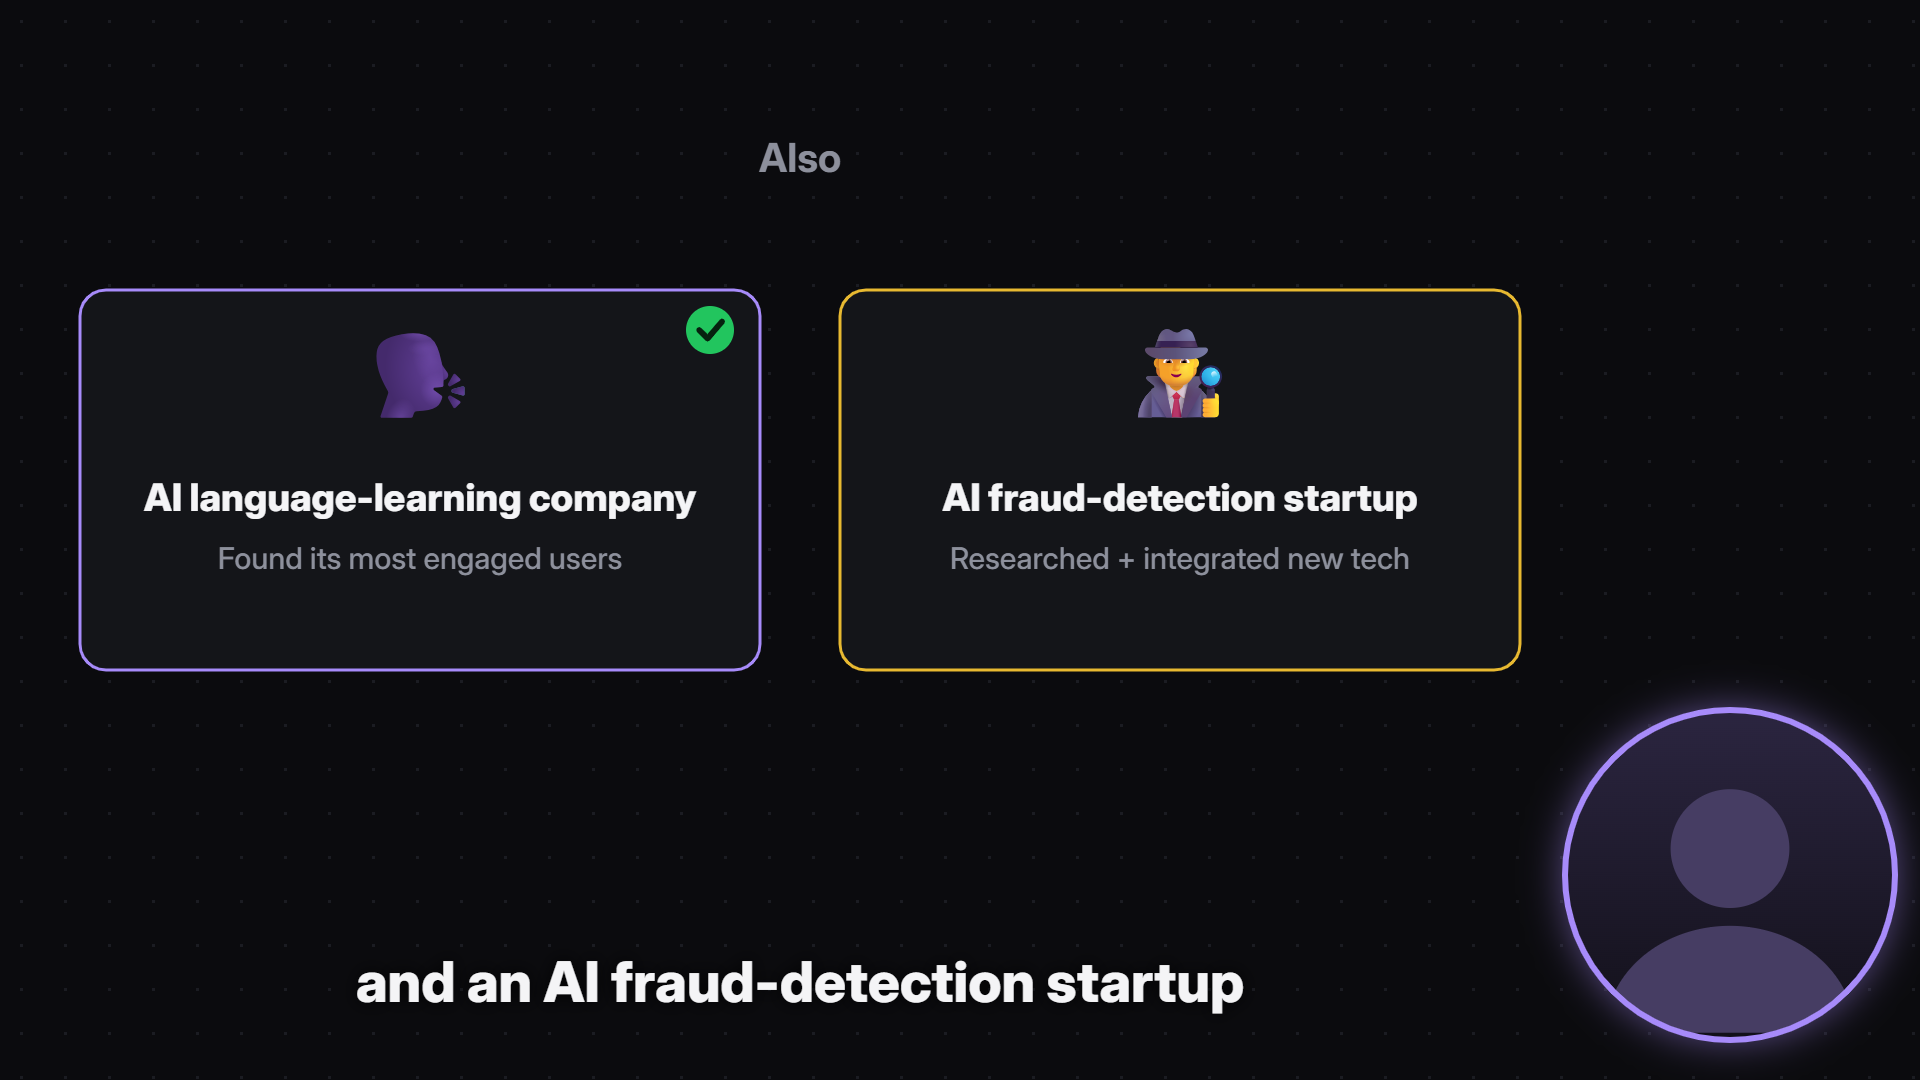 Also
AI language-learning company
Found its most engaged users
AI fraud-detection startup
Researched + integrated new tech
and an AI fraud-detection startup